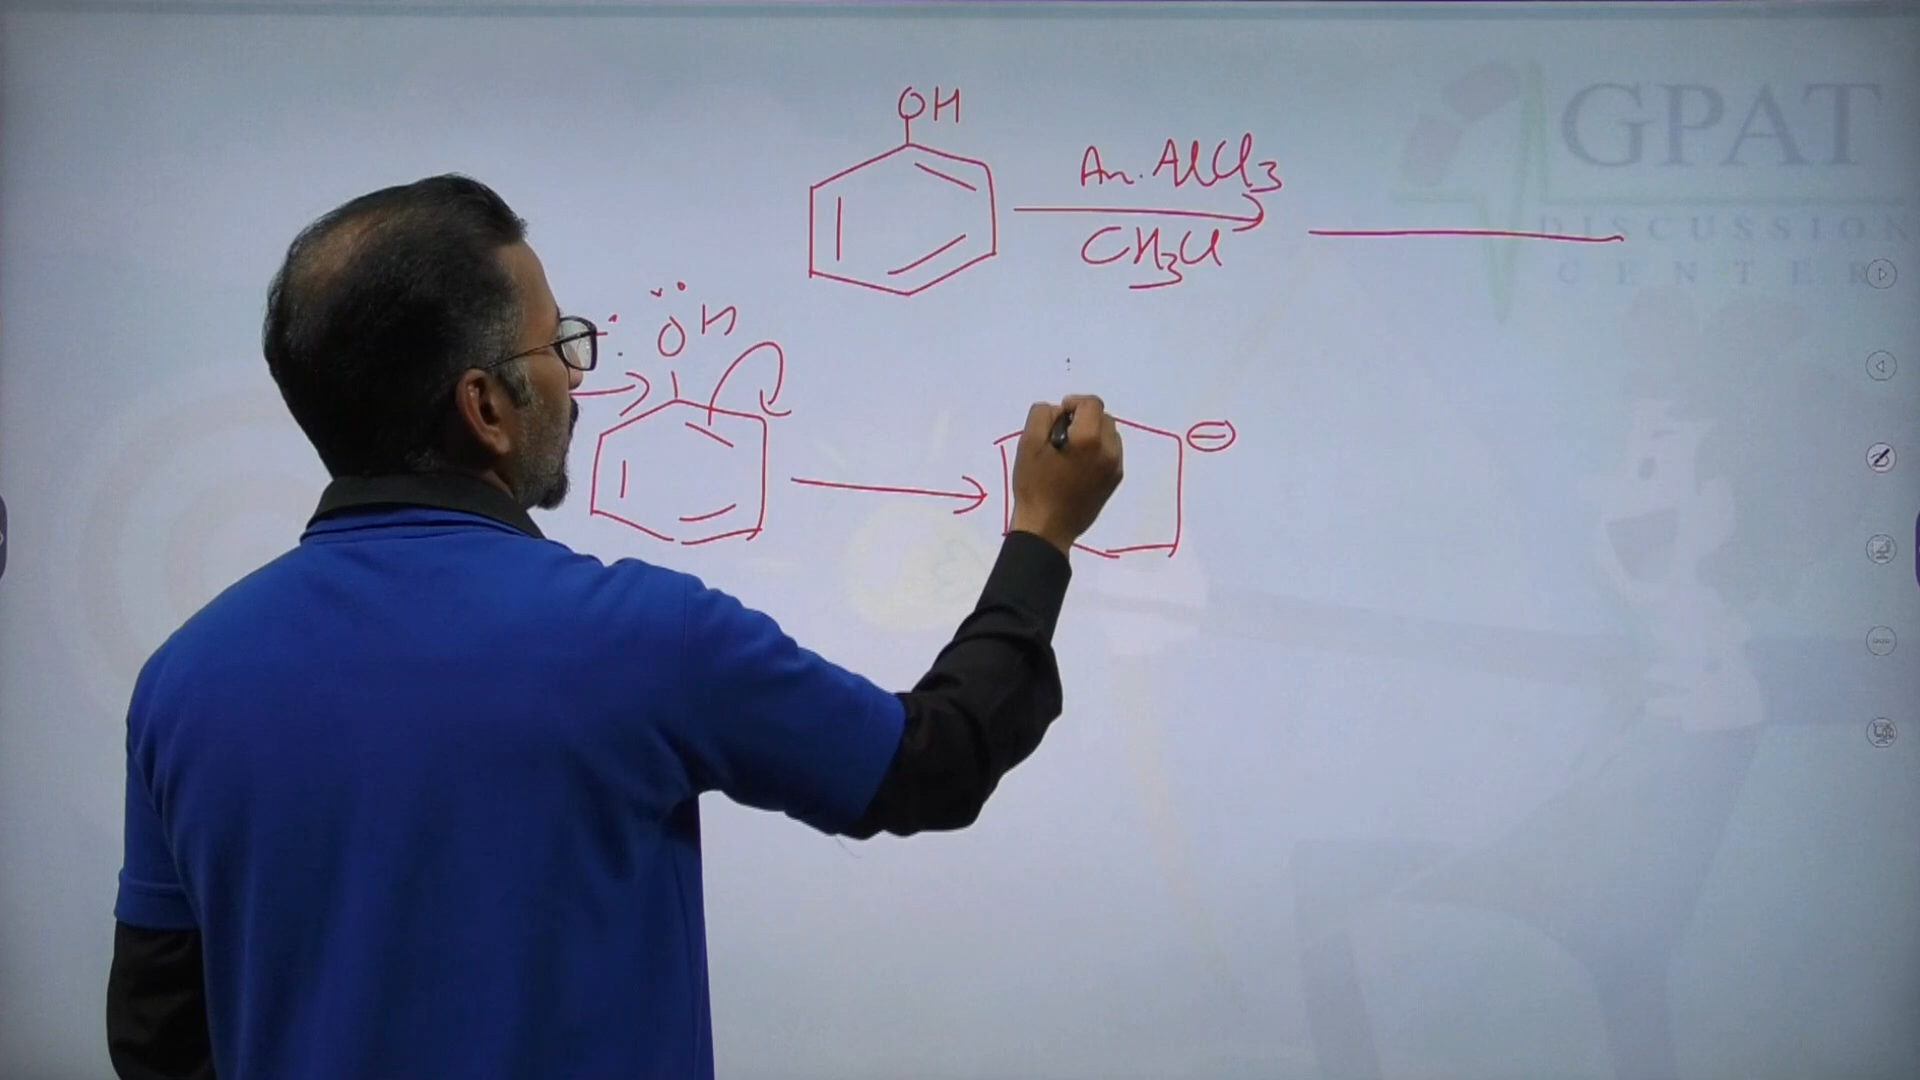 OH
An. AlCl3
CH3Cl
GPAT
DISCUSSION
CENTER
OH